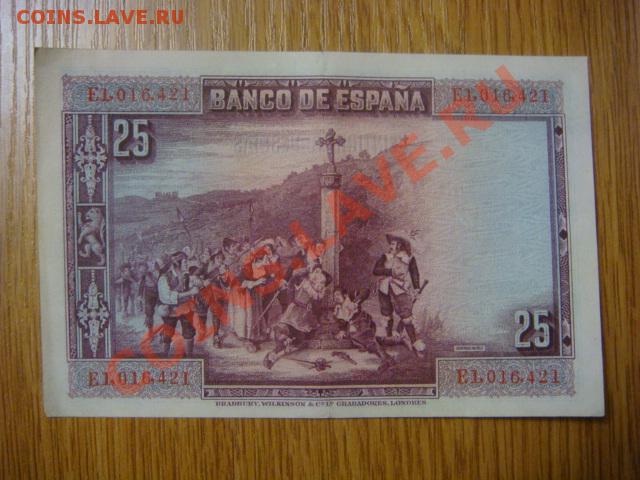 COINS.LAVE.RU
E1,016,421 E1,016,421
BANCO DE ESPAÑA
25
COINS.LAVE.RU
25
E1,016,421 E1,016,421
BRADBURY, WILKINSON & Cº Lᵈ GRABADORES, LONDRES